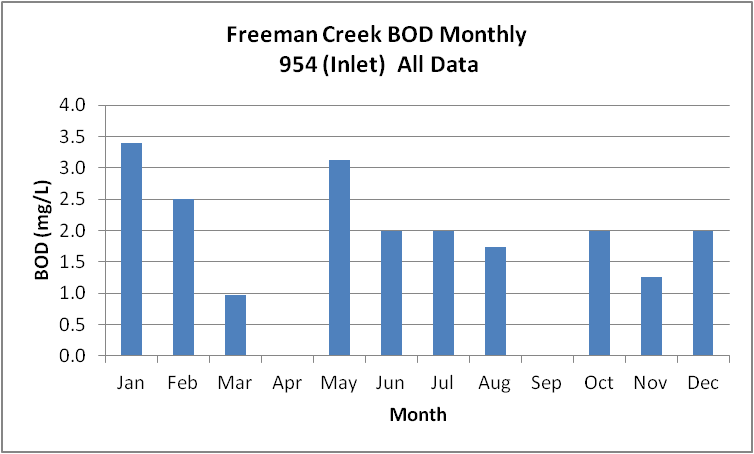 Freeman Creek BOD Monthly
954 (Inlet)  All Data
4.0
3.5
3.0
2.5
2.0
1.5
1.0
0.5
0.0
BOD (mg/L)
Jan Feb Mar Apr May Jun Jul Aug Sep Oct Nov Dec
Month